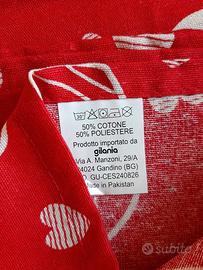 50% COTONE
50% POLIESTERE
Prodotto importato da
gilania
Via A. Manzoni, 29/A
24024 Gandino (BG)
ID. GU-CES240826
Made in Pakistan
subito